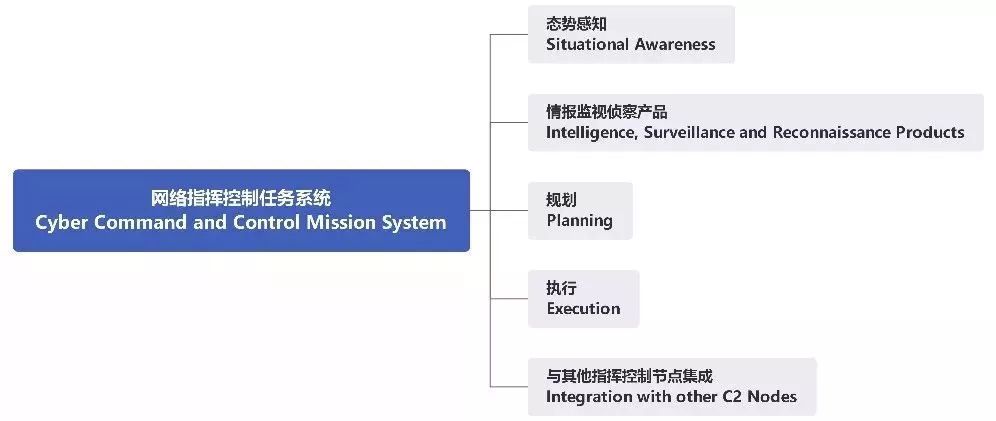 态势感知
Situational Awareness
情报监视侦察产品
Intelligence, Surveillance and Reconnaissance Products
网络指挥控制任务系统
Cyber Command and Control Mission System
规划
Planning
执行
Execution
与其他指挥控制节点集成
Integration with other C2 Nodes